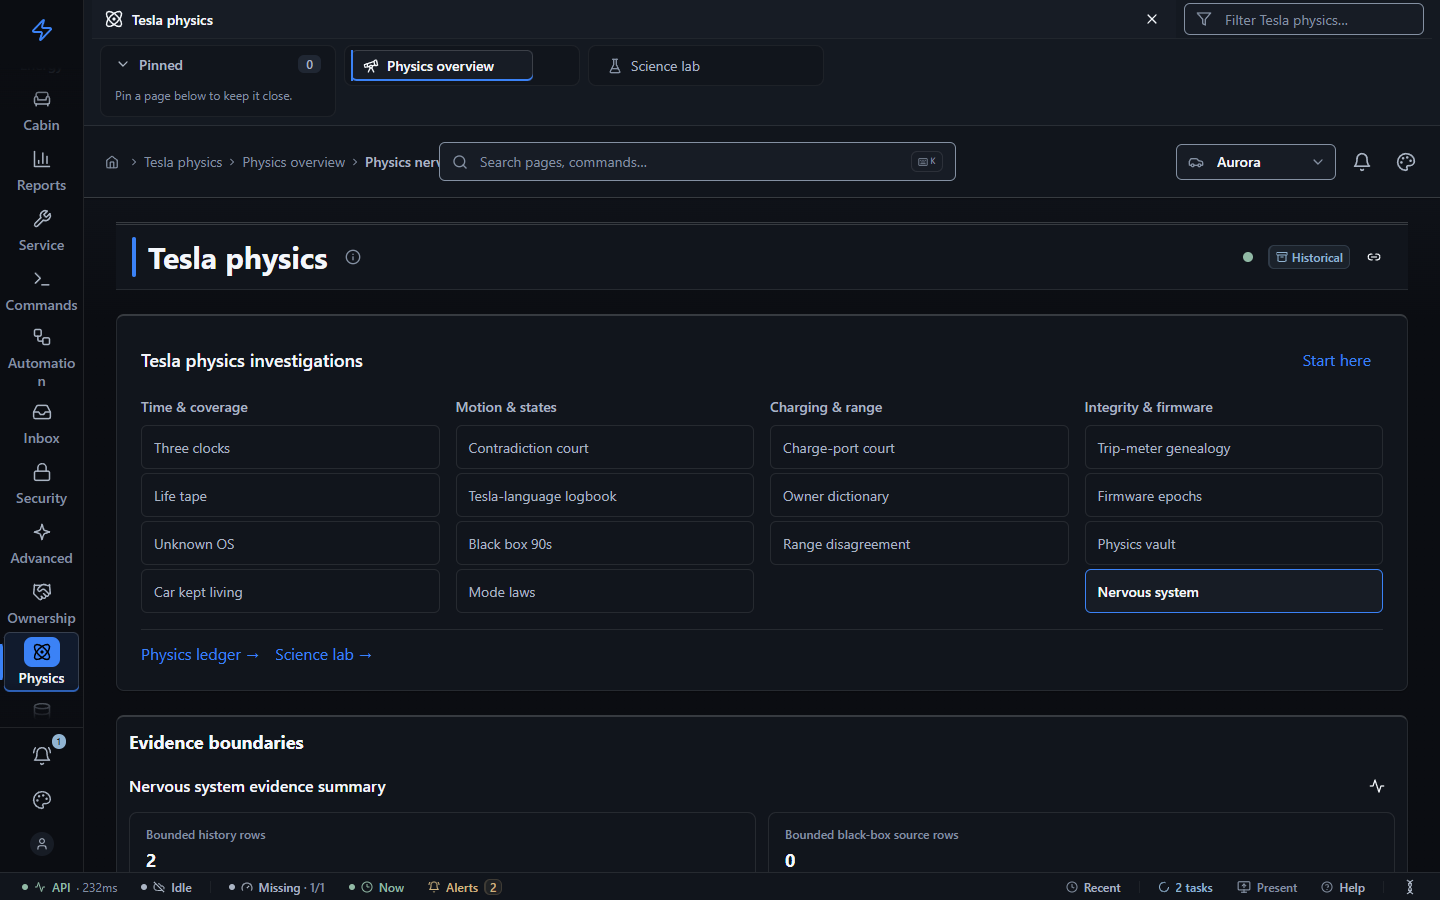 Tesla physics
Filter Tesla physics...
Pinned
0
Pin a page below to keep it close.
Physics overview
Science lab
Cabin
Reports
Service
Commands
Automatio
n
Inbox
Security
Advanced
Ownership
Physics
1
Tesla physics
Physics overview
Physics nerv
Search pages, commands...
K
Aurora
Tesla physics
Historical
Tesla physics investigations
Start here
Time & coverage
Three clocks
Life tape
Unknown OS
Car kept living
Motion & states
Contradiction court
Tesla-language logbook
Black box 90s
Mode laws
Charging & range
Charge-port court
Owner dictionary
Range disagreement
Integrity & firmware
Trip-meter genealogy
Firmware epochs
Physics vault
Nervous system
Physics ledger →
Science lab →
Evidence boundaries
Nervous system evidence summary
Bounded history rows
2
Bounded black-box source rows
0
API · 232ms
Idle
Missing · 1/1
Now
Alerts 2
Recent
2 tasks
Present
Help